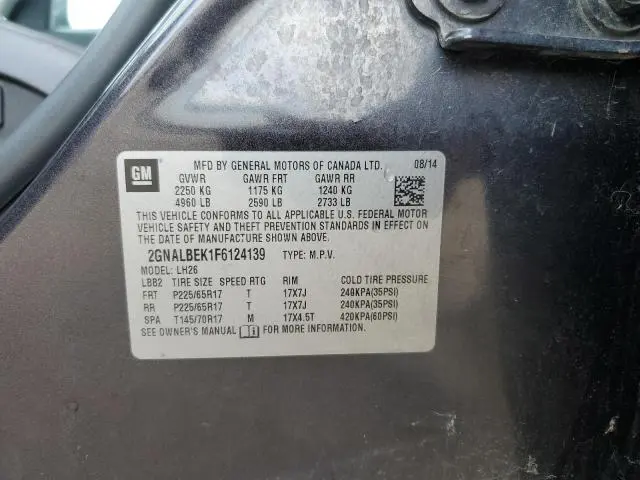 GM
MFD BY GENERAL MOTORS OF CANADA LTD. 08/14
GVWR GAWR FRT GAWR RR
2250 KG 1175 KG 1240 KG
4960 LB 2590 LB 2733 LB
THIS VEHICLE CONFORMS TO ALL APPLICABLE U.S. FEDERAL MOTOR
VEHICLE SAFETY AND THEFT PREVENTION STANDARDS IN EFFECT ON
THE DATE OF MANUFACTURE SHOWN ABOVE.
2GNALBEK1F6124139 TYPE: M.P.V.
MODEL: LH26
LBB2 TIRE SIZE SPEED RTG RIM COLD TIRE PRESSURE
FRT P225/65R17 T 17X7J 240KPA(35PSI)
RR P225/65R17 T 17X7J 240KPA(35PSI)
SPA T145/70R17 M 17X4.5T 420KPA(60PSI)
SEE OWNER'S MANUAL FOR MORE INFORMATION